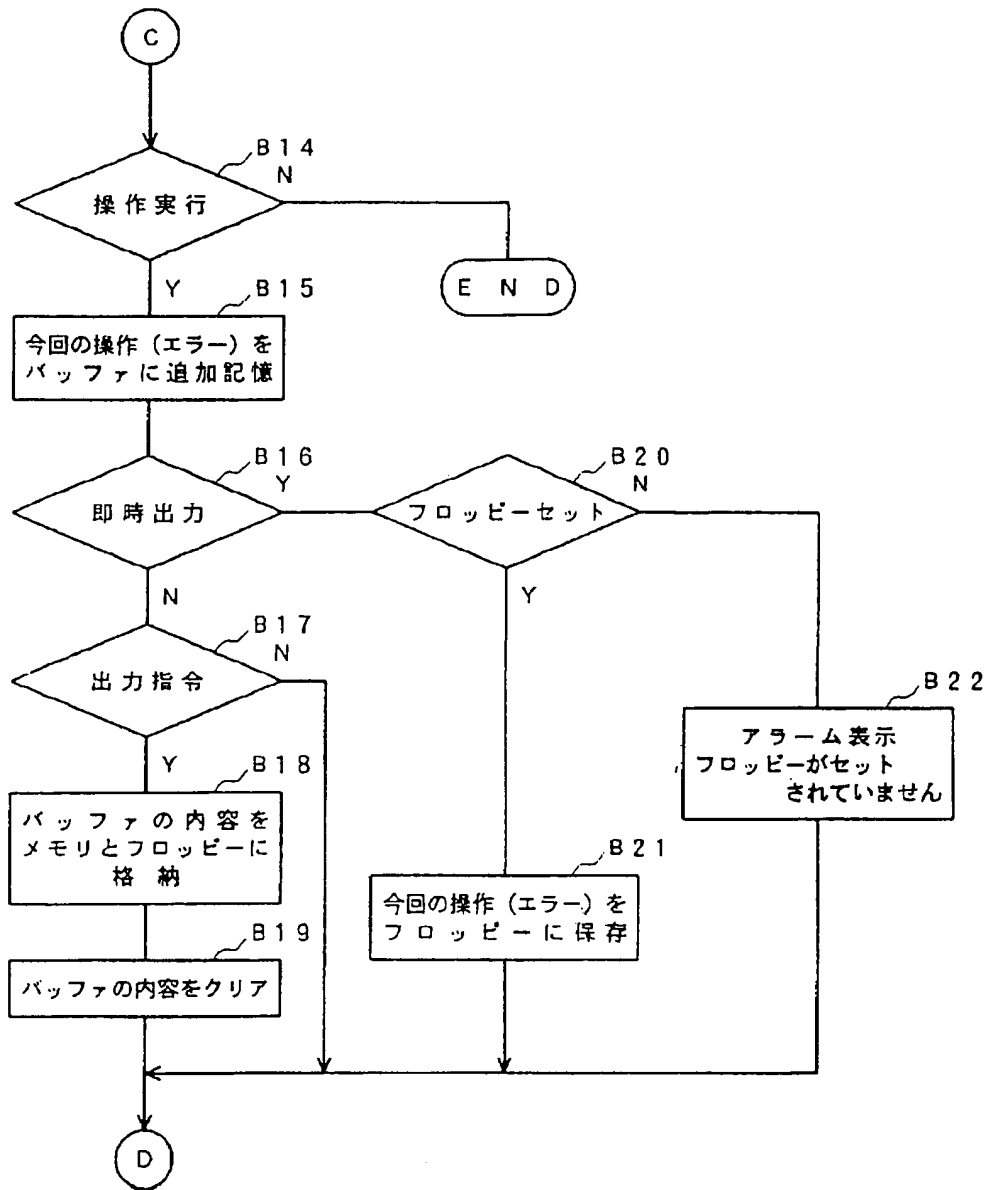 C
B14
N
操作実行
Y
END
B15
今回の操作(エラー)を
バッファに追加記憶
B16
Y
即時出力
B20
N
フロッピーセット
N
Y
B17
N
出力指令
B22
アラーム表示
フロッピーがセット
されていません
Y
B18
バッファの内容を
メモリとフロッピーに
格納
B21
今回の操作(エラー)を
フロッピーに保存
B19
バッファの内容をクリア
D